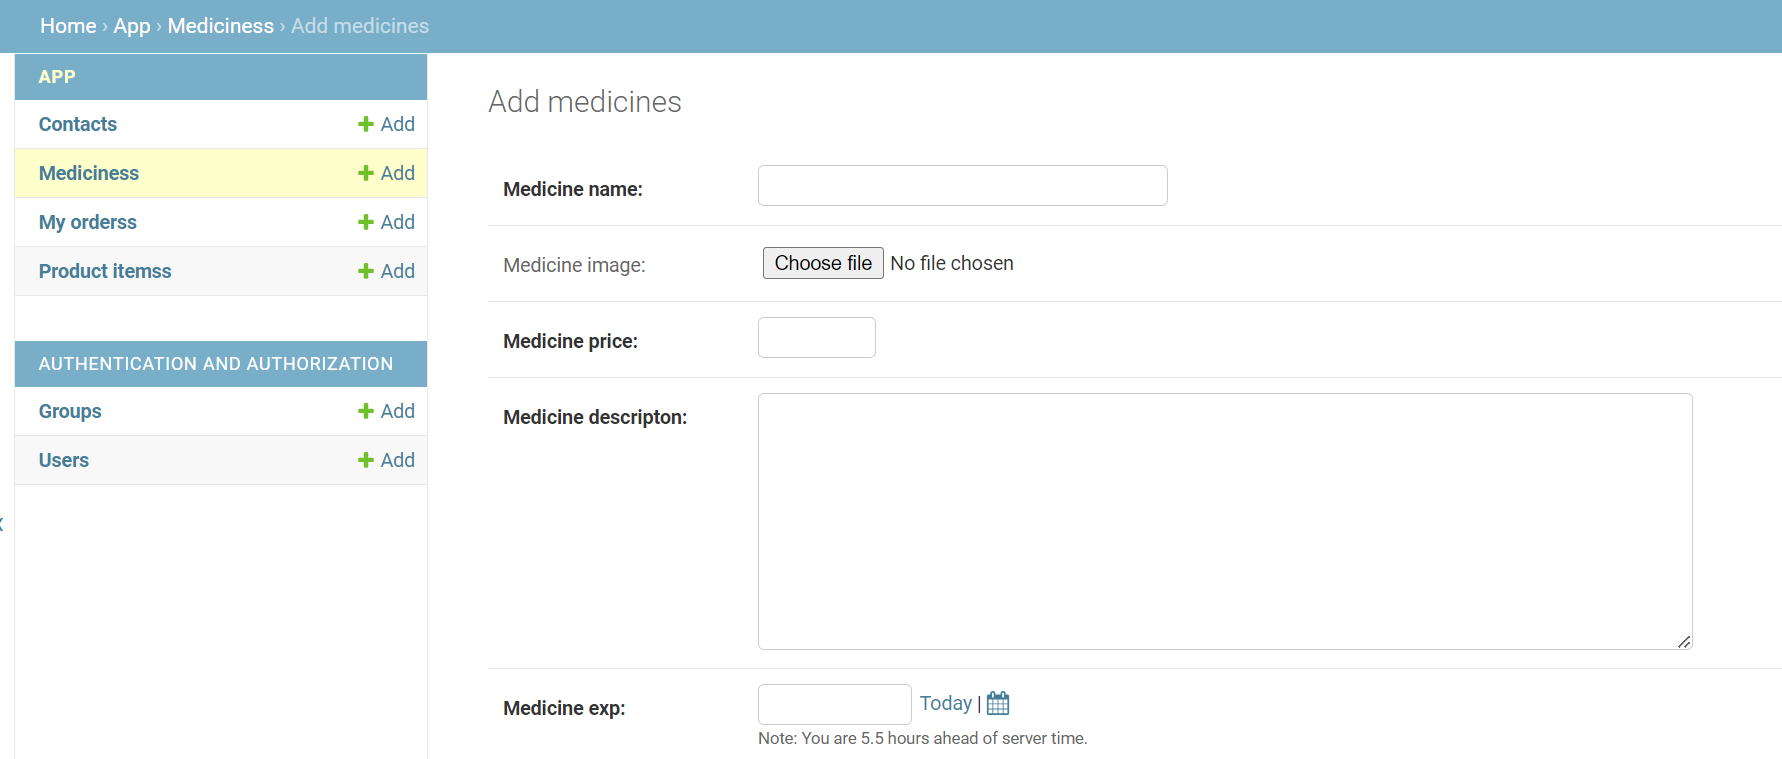 Home › App › Mediciness › Add medicines
APP
Contacts + Add
Mediciness + Add
My orderss + Add
Product itemss + Add
AUTHENTICATION AND AUTHORIZATION
Groups + Add
Users + Add
Add medicines
Medicine name:
Medicine image: Choose file No file chosen
Medicine price:
Medicine descripton:
Medicine exp: Today |
Note: You are 5.5 hours ahead of server time.